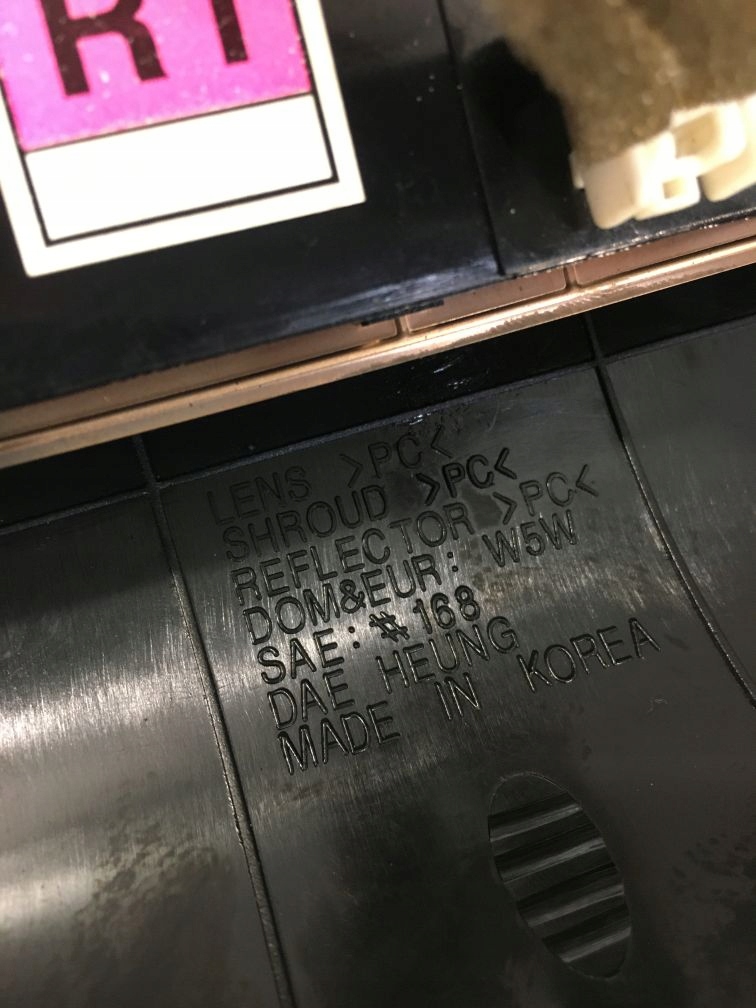 RT
LENS >PC<
SHROUD >PC<
REFLECTOR >PC<
DOM&EUR: W5W
SAE: #168
DAE HEUNG
MADE IN KOREA